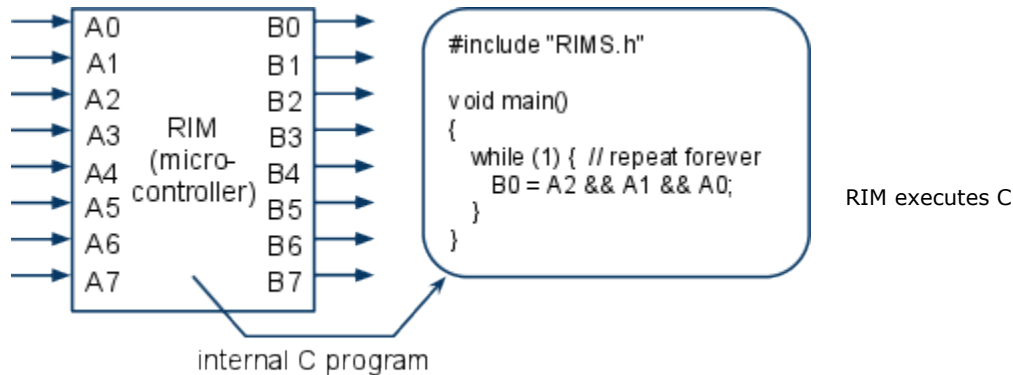 A0
A1
A2
A3
A4
A5
A6
A7
RIM
(micro-
controller)
B0
B1
B2
B3
B4
B5
B6
B7
internal C program
#include "RIMS.h"
void main()
{
while (1) { // repeat forever
B0 = A2 && A1 && A0;
}
}
RIM executes C